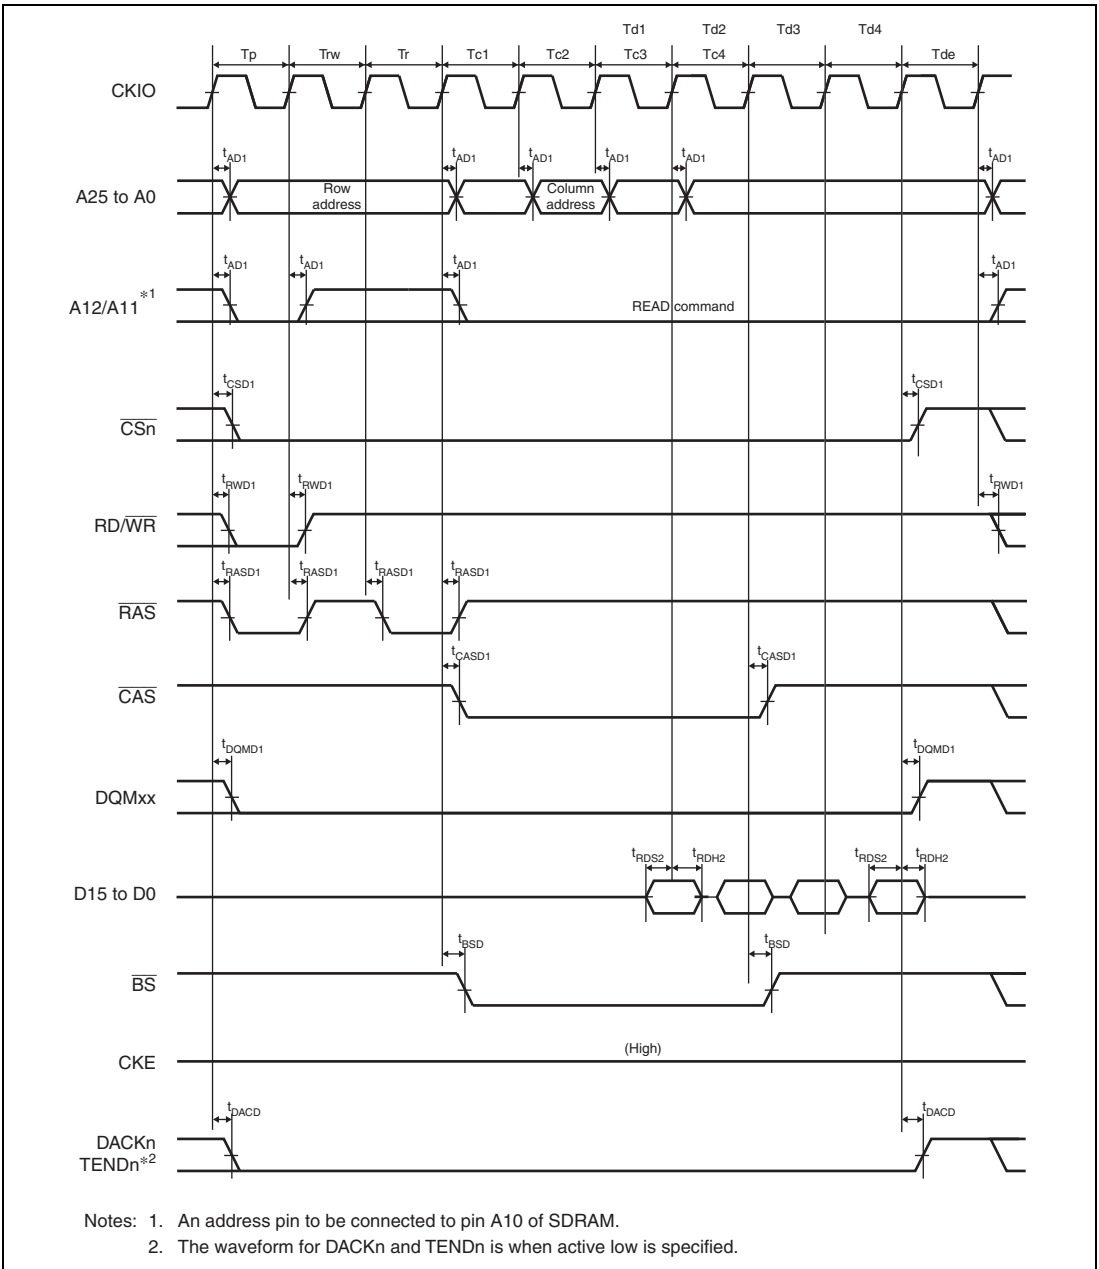 Td1 Td2 Td3 Td4
Tp Trw Tr Tc1 Tc2 Tc3 Tc4 Tde
CKIO
tAD1 tAD1 tAD1 tAD1 tAD1 tAD1
A25 to A0
Row address
Column address
tAD1 tAD1 tAD1 tAD1
A12/A11*1
READ command
tCSD1 tCSD1
CSn
tRWD1 tRWD1 tRWD1
RD/WR
tRASD1 tRASD1 tRASD1 tRASD1
RAS
tCASD1 tCASD1
CAS
tDQMD1 tDQMD1
DQMxx
tRDS2 tRDH2 tRDS2 tRDH2
D15 to D0
tBSD tBSD
BS
(High)
CKE
tDACD tDACD
DACKn
TENDn*2
Notes: 1. An address pin to be connected to pin A10 of SDRAM.
2. The waveform for DACKn and TENDn is when active low is specified.